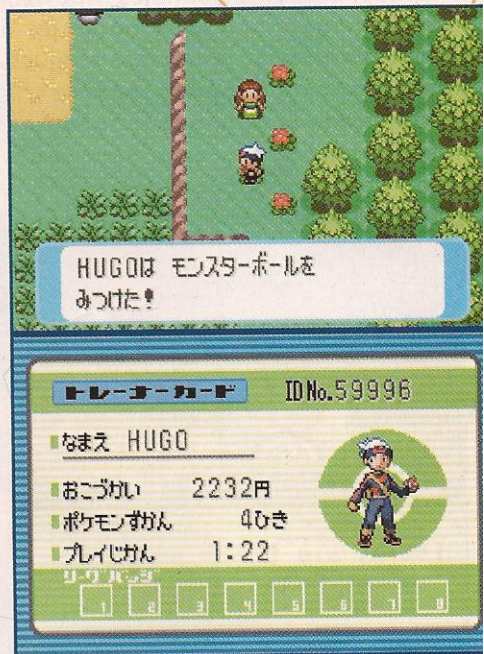 HUGOは モンスターボールを
みつけた！
トレーナーカード IDNo.59996
なまえ HUGO
おこづかい 2232円
ポケモンずかん 4ひき
プレイじかん 1:22
リーグバッジ
1 2 3 4 5 6 7 8